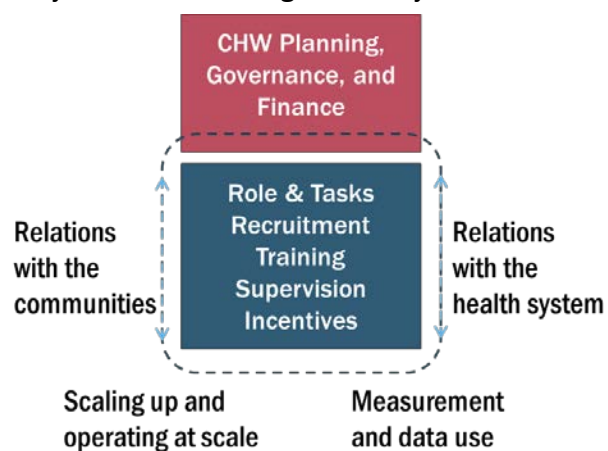 CHW Planning,
Governance, and
Finance
Role & Tasks
Recruitment
Training
Supervision
Incentives
Relations
with the
communities
Relations
with the
health system
Scaling up and
operating at scale
Measurement
and data use